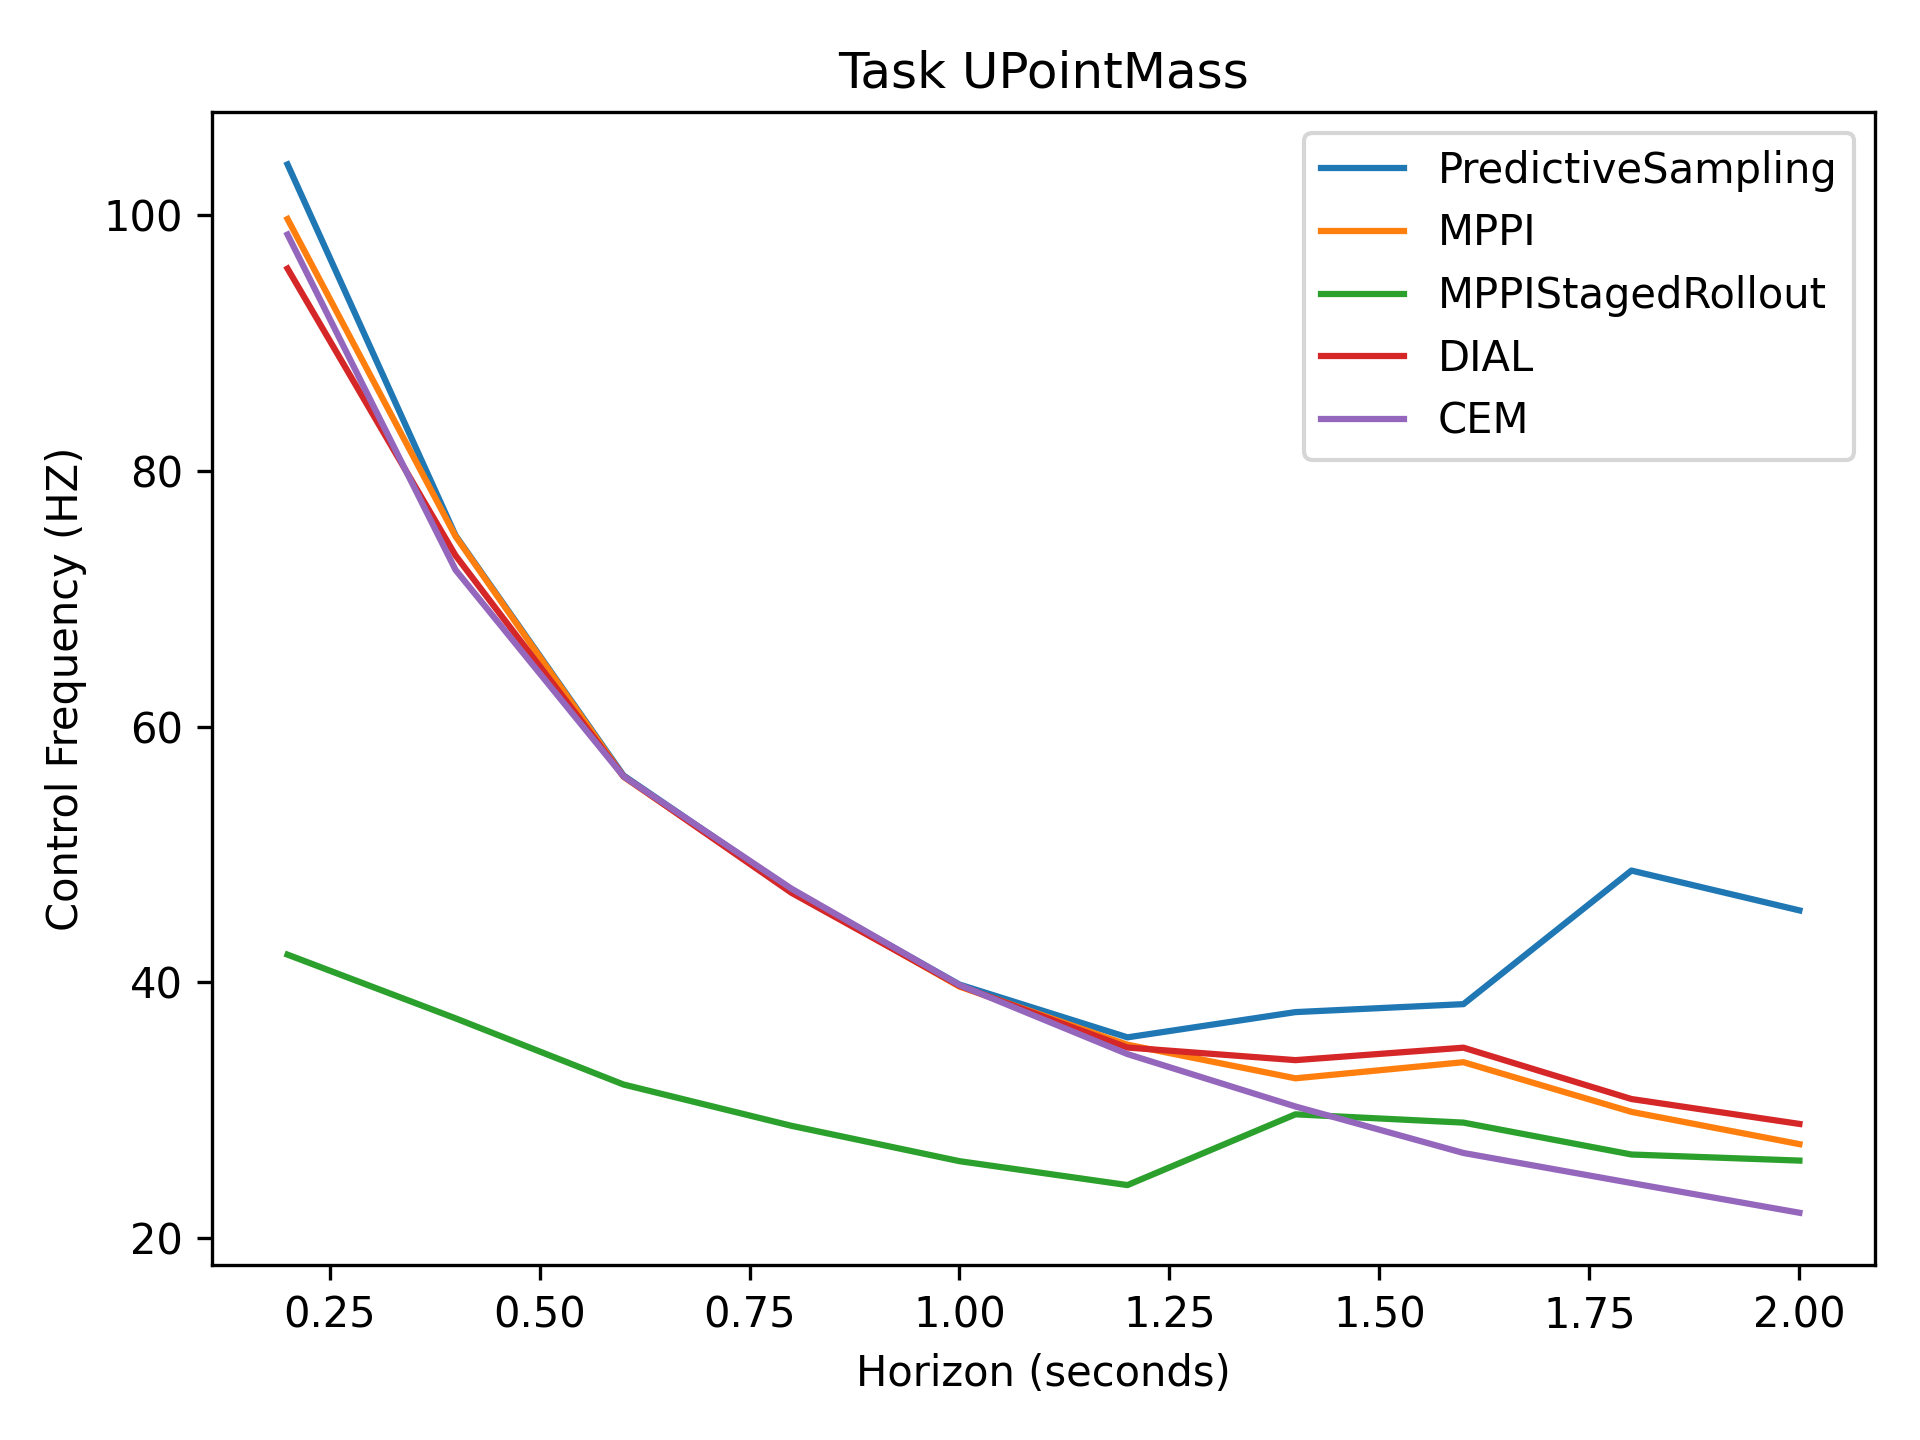 Task UPointMass
Control Frequency (HZ)
100
80
60
40
20
PredictiveSampling
MPPI
MPPIStagedRollout
DIAL
CEM
0.25 0.50 0.75 1.00 1.25 1.50 1.75 2.00
Horizon (seconds)